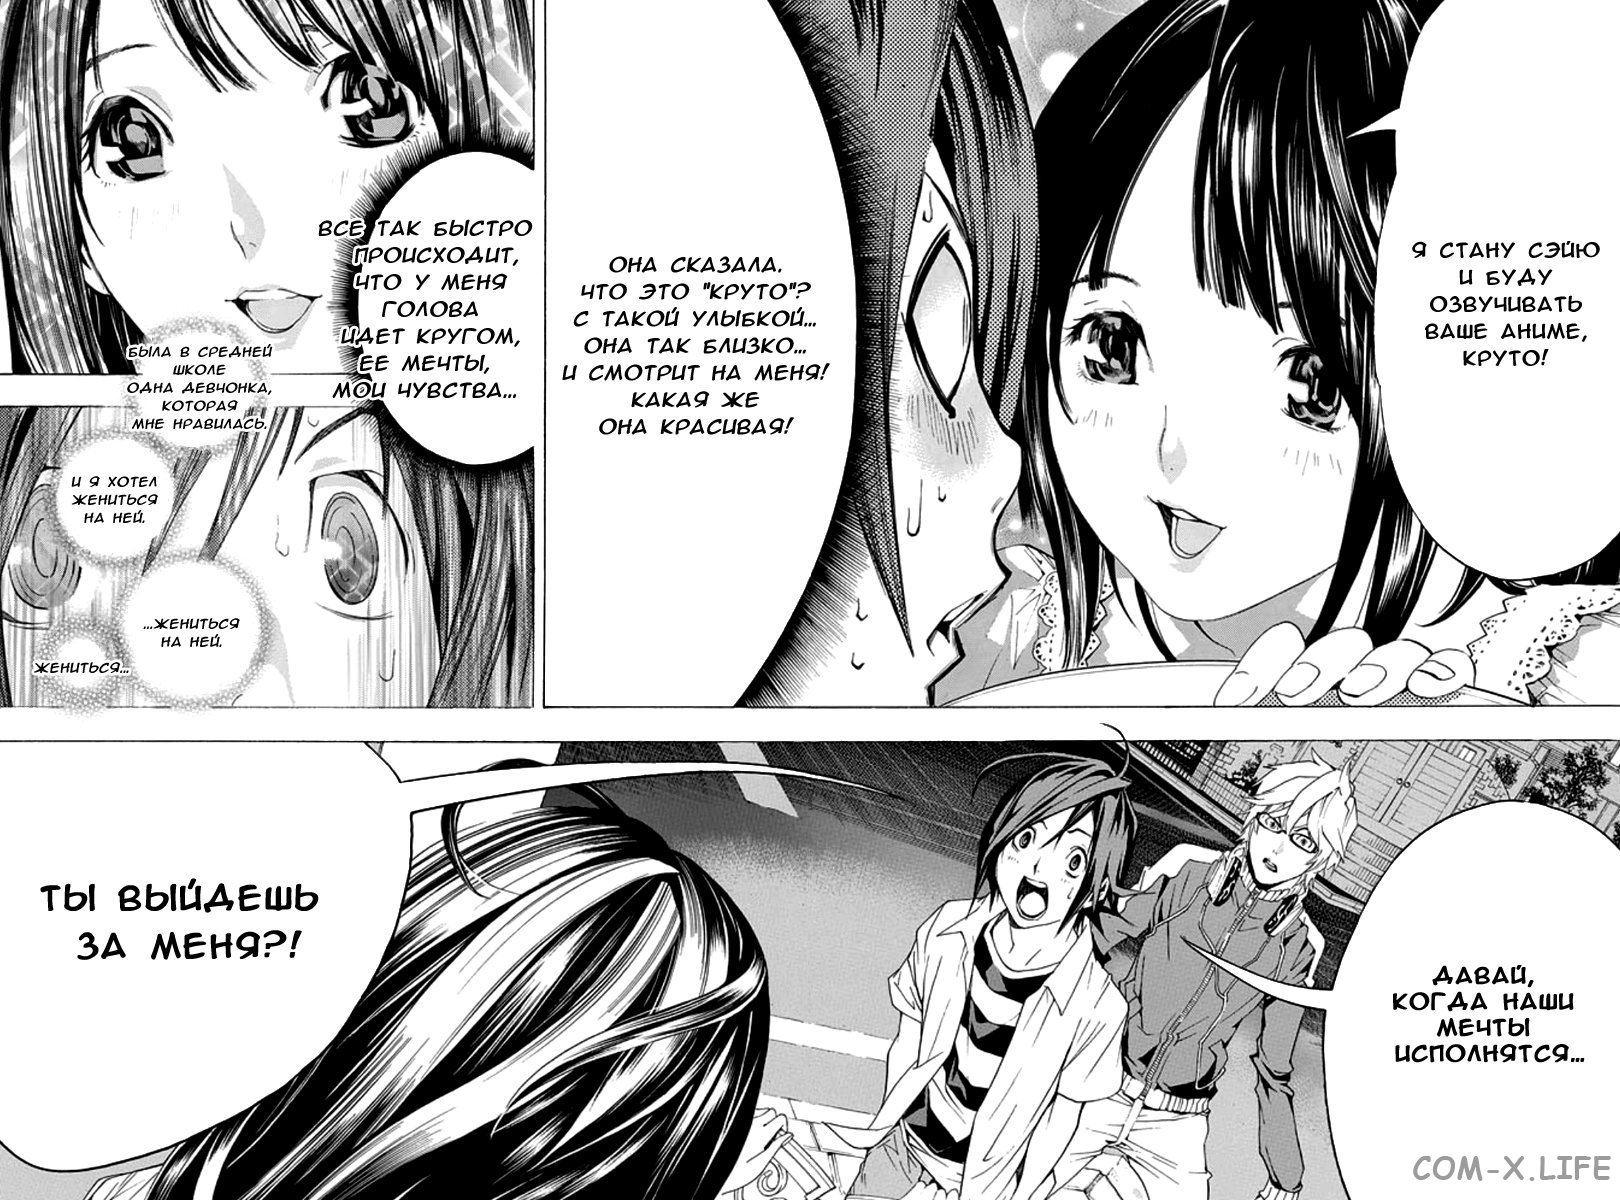 Я СТАНУ СЭЙЮ
И БУДУ
ОЗВУЧИВАТЬ
ВАШЕ АНИМЕ,
КРУТО!
ОНА СКАЗАЛА,
ЧТО ЭТО "КРУТО"?
С ТАКОЙ УЛЫБКОЙ...
ОНА ТАК БЛИЗКО...
И СМОТРИТ НА МЕНЯ!
КАКАЯ ЖЕ
ОНА КРАСИВАЯ!
ВСЕ ТАК БЫСТРО
ПРОИСХОДИТ,
ЧТО У МЕНЯ
ГОЛОВА
ИДЕТ КРУГОМ,
ЕЕ МЕЧТЫ,
МОИ ЧУВСТВА...
БЫЛА В СРЕДНЕЙ
ШКОЛЕ
ОДНА ДЕВЧОНКА,
КОТОРАЯ
МНЕ НРАВИЛАСЬ.
И Я ХОТЕЛ
ЖЕНИТЬСЯ
НА НЕЙ.
...ЖЕНИТЬСЯ
НА НЕЙ.
ЖЕНИТЬСЯ...
ДАВАЙ,
КОГДА НАШИ
МЕЧТЫ
ИСПОЛНЯТСЯ...
ТЫ ВЫЙДЕШЬ
ЗА МЕНЯ?!
COM-X.LIFE